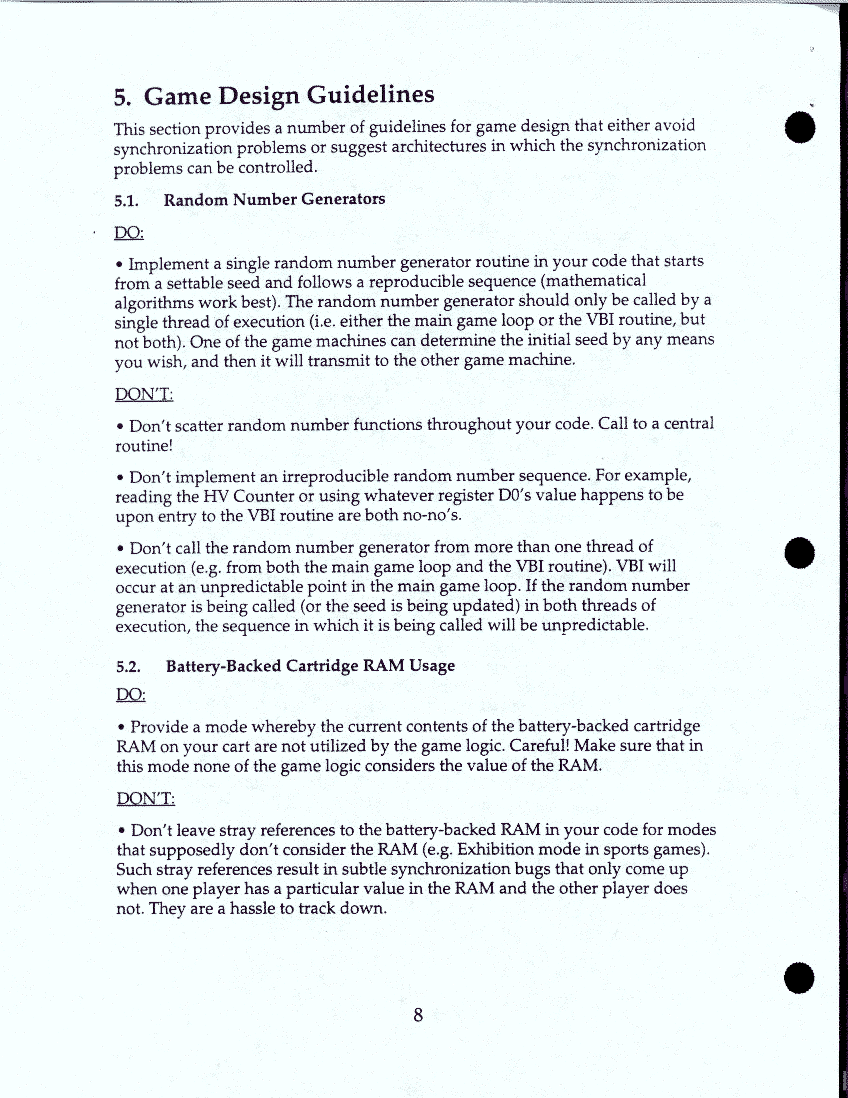 5. Game Design Guidelines
This section provides a number of guidelines for game design that either avoid
synchronization problems or suggest architectures in which the synchronization
problems can be controlled.
5.1. Random Number Generators
DO:
• Implement a single random number generator routine in your code that starts
from a settable seed and follows a reproducible sequence (mathematical
algorithms work best). The random number generator should only be called by a
single thread of execution (i.e. either the main game loop or the VBI routine, but
not both). One of the game machines can determine the initial seed by any means
you wish, and then it will transmit to the other game machine.
DON'T:
• Don't scatter random number functions throughout your code. Call to a central
routine!
• Don't implement an irreproducible random number sequence. For example,
reading the HV Counter or using whatever register D0's value happens to be
upon entry to the VBI routine are both no-no's.
• Don't call the random number generator from more than one thread of
execution (e.g. from both the main game loop and the VBI routine). VBI will
occur at an unpredictable point in the main game loop. If the random number
generator is being called (or the seed is being updated) in both threads of
execution, the sequence in which it is being called will be unpredictable.
5.2. Battery-Backed Cartridge RAM Usage
DO:
• Provide a mode whereby the current contents of the battery-backed cartridge
RAM on your cart are not utilized by the game logic. Careful! Make sure that in
this mode none of the game logic considers the value of the RAM.
DON'T:
• Don't leave stray references to the battery-backed RAM in your code for modes
that supposedly don't consider the RAM (e.g. Exhibition mode in sports games).
Such stray references result in subtle synchronization bugs that only come up
when one player has a particular value in the RAM and the other player does
not. They are a hassle to track down.
8